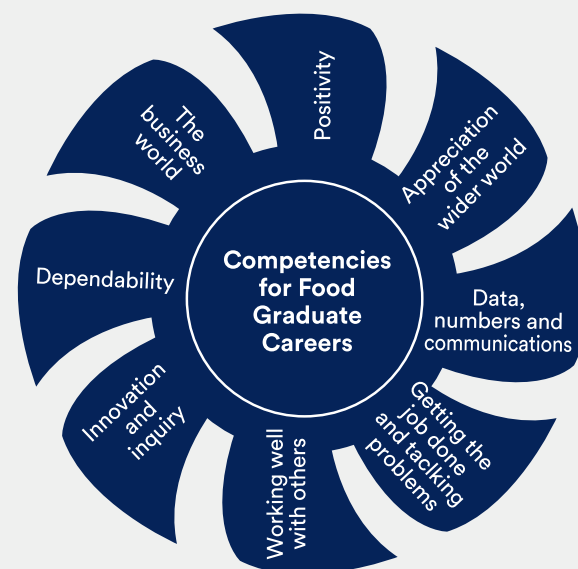 Competencies
for Food
Graduate
Careers
Positivity
Appreciation
of the
wider world
Data,
numbers and
communications
Getting the
job done
and taclking
problems
Working well
with others
Innovation
and
inquiry
Dependability
The
business
world